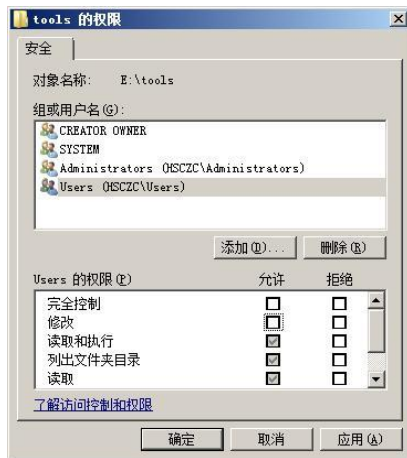 tools 的权限
安全
对象名称: E:\tools
组或用户名(G):
CREATOR OWNER
SYSTEM
Administrators (HSCZC\Administrators)
Users (HSCZC\Users)
添加(D)... 删除(R)
Users 的权限(P) 允许 拒绝
完全控制
修改
读取和执行
列出文件夹目录
读取
了解访问控制和权限
确定 取消 应用(A)